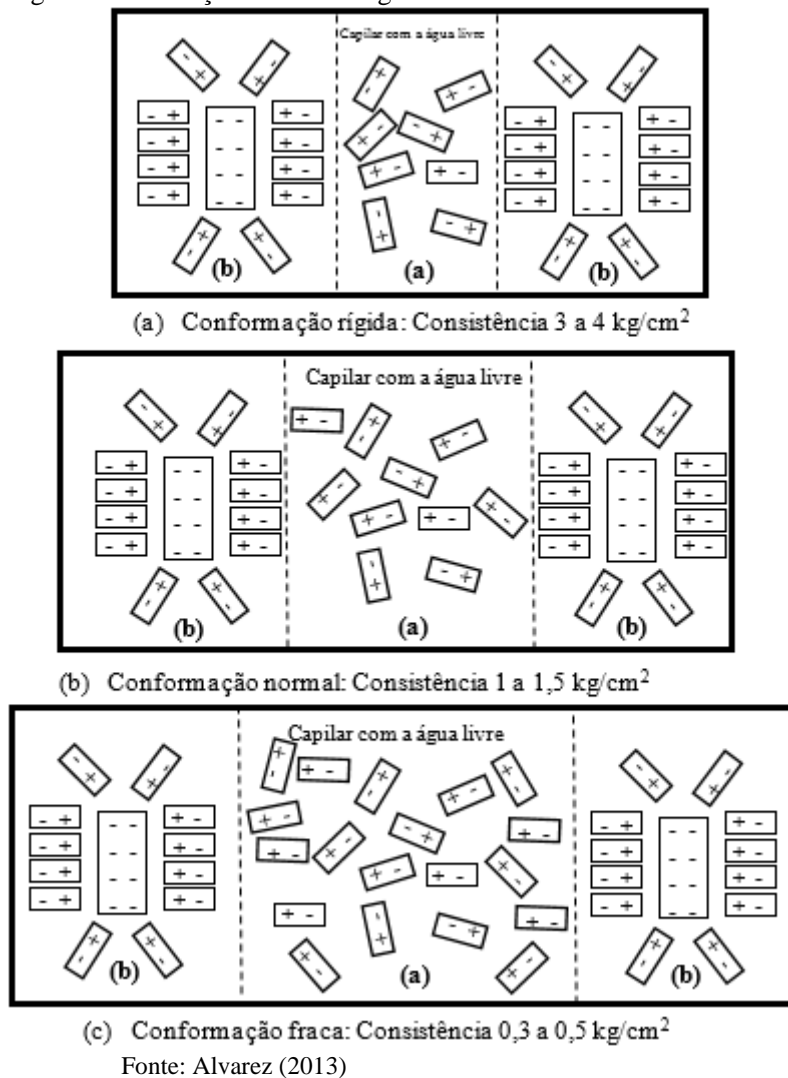 Capilar com a água livre
(b) (a) (b)
(a) Conformação rígida: Consistência 3 a 4 kg/cm²
Capilar com a água livre
(b) (a) (b)
(b) Conformação normal: Consistência 1 a 1,5 kg/cm²
Capilar com a água livre
(b) (a) (b)
(c) Conformação fraca: Consistência 0,3 a 0,5 kg/cm²
Fonte: Alvarez (2013)